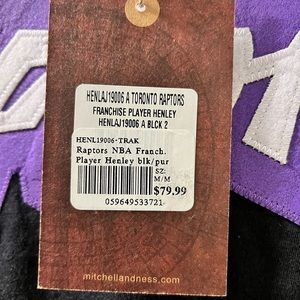 HENLAJ19006 A TORONTO RAPTORS
FRANCHISE PLAYER HENLEY
HENLAJ19006 A BLCK 2
HENL19006-TRAK
Raptors NBA Franch.
Player Henley blk/pur
SZ:
M/M
$79.99
059649533721
mitchellandness.com